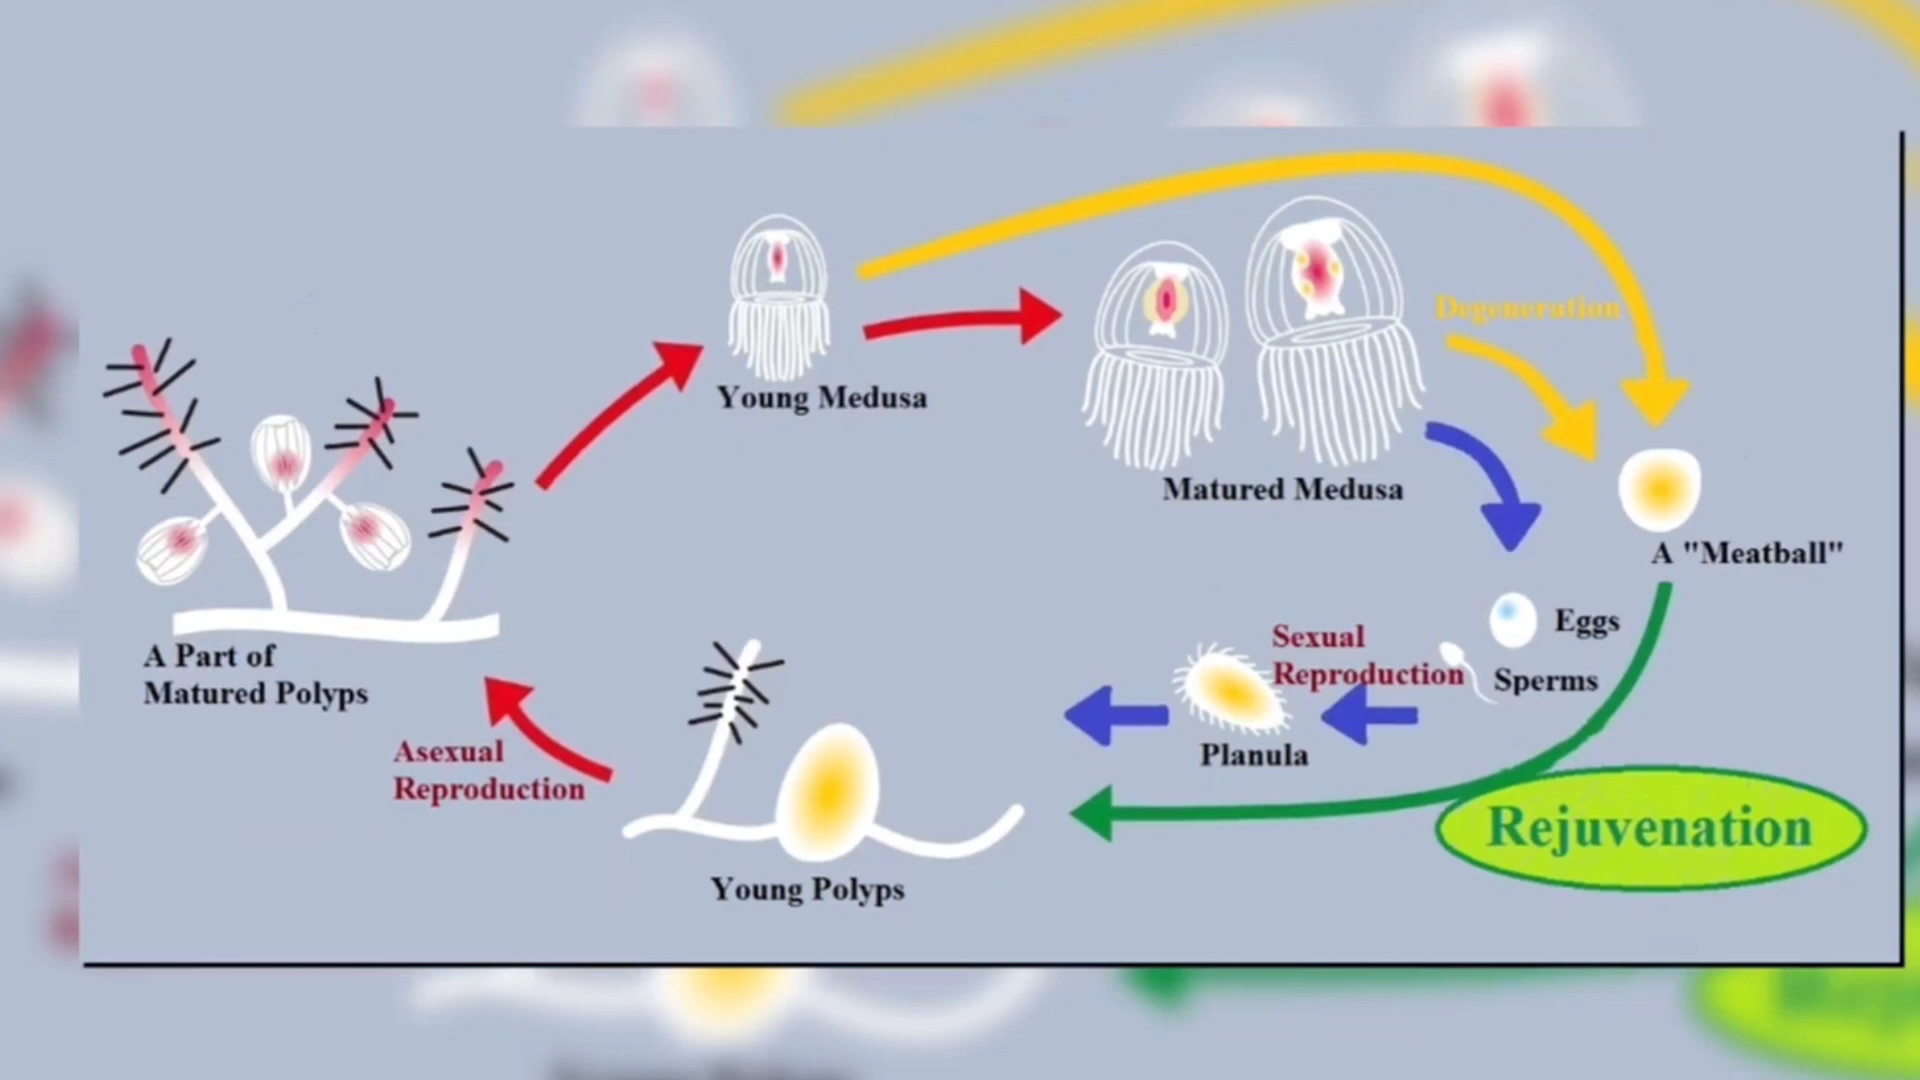 Degeneration
Young Medusa
Matured Medusa
A "Meatball"
Eggs
Sexual
Reproduction
Sperms
A Part of
Matured Polyps
Planula
Asexual
Reproduction
Rejuvenation
Young Polyps